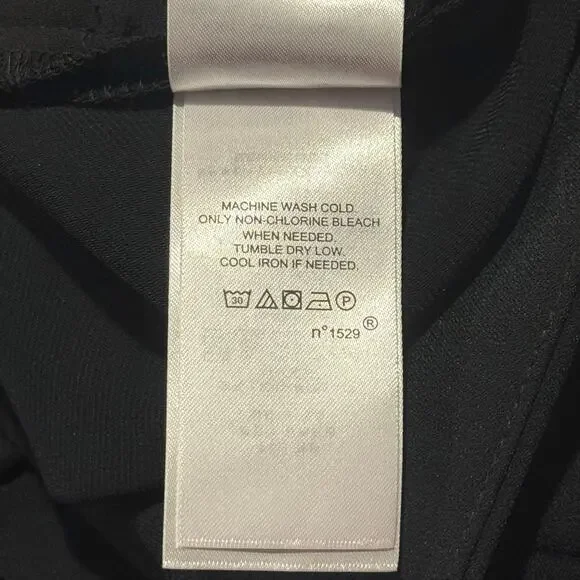 MACHINE WASH COLD.
ONLY NON-CHLORINE BLEACH
WHEN NEEDED.
TUMBLE DRY LOW.
COOL IRON IF NEEDED.
30 P
n°1529®